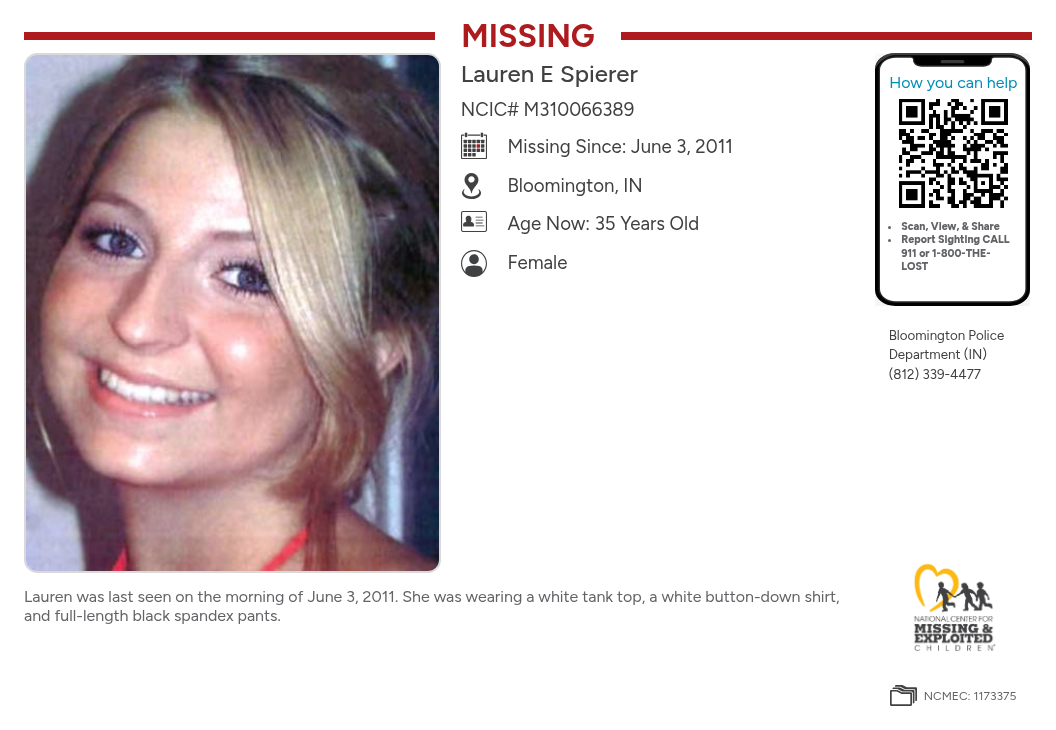 MISSING
Lauren E Spierer
NCIC# M310066389
Missing Since: June 3, 2011
Bloomington, IN
Age Now: 35 Years Old
Female
How you can help
• Scan, View, & Share
• Report Sighting CALL
911 or 1-800-THE-
LOST
Bloomington Police
Department (IN)
(812) 339-4477
Lauren was last seen on the morning of June 3, 2011. She was wearing a white tank top, a white button-down shirt,
and full-length black spandex pants.
NATIONAL CENTER FOR
MISSING &
EXPLOITED
CHILDREN
NCMEC: 1173375